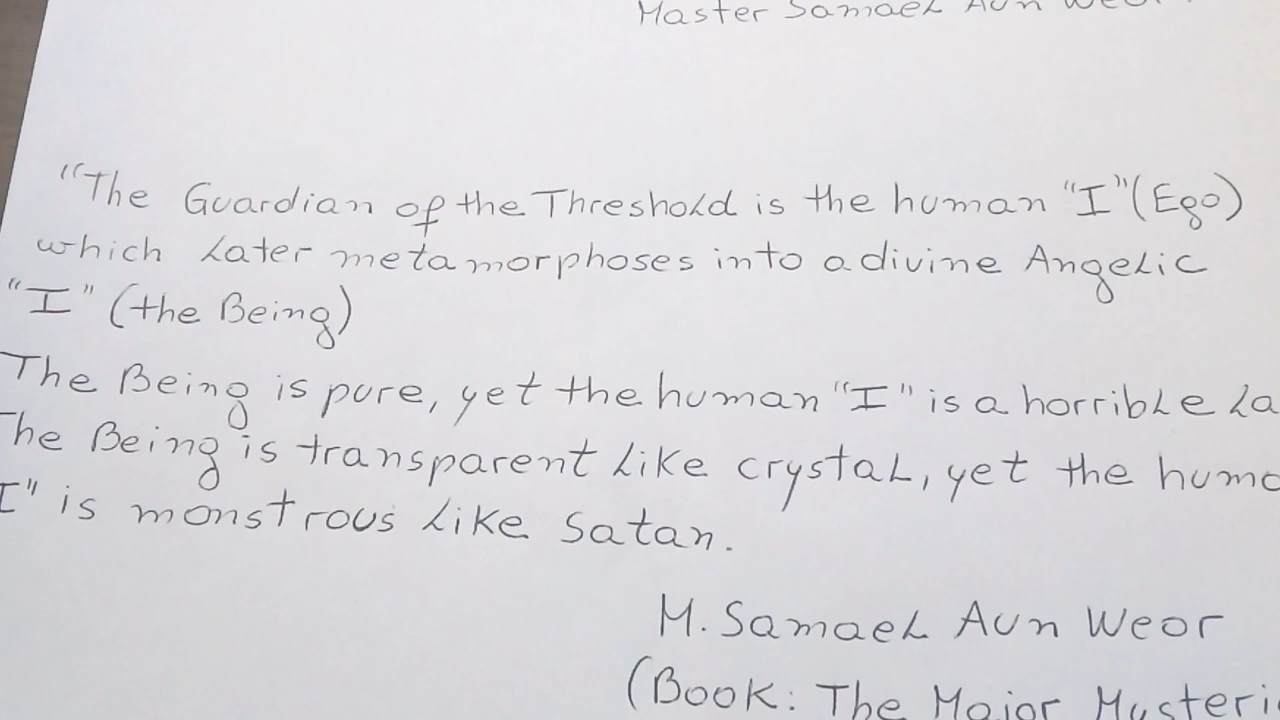 Master Samael Aun Weor
"The Guardian of the Threshold is the human "I" (Ego)
which later metamorphoses into a divine Angelic
"I" (the Being)
The Being is pure, yet the human "I" is a horrible
The Being is transparent like crystal, yet the
I" is monstrous like Satan.
M. Samael Aun Weor
(Book: The Major